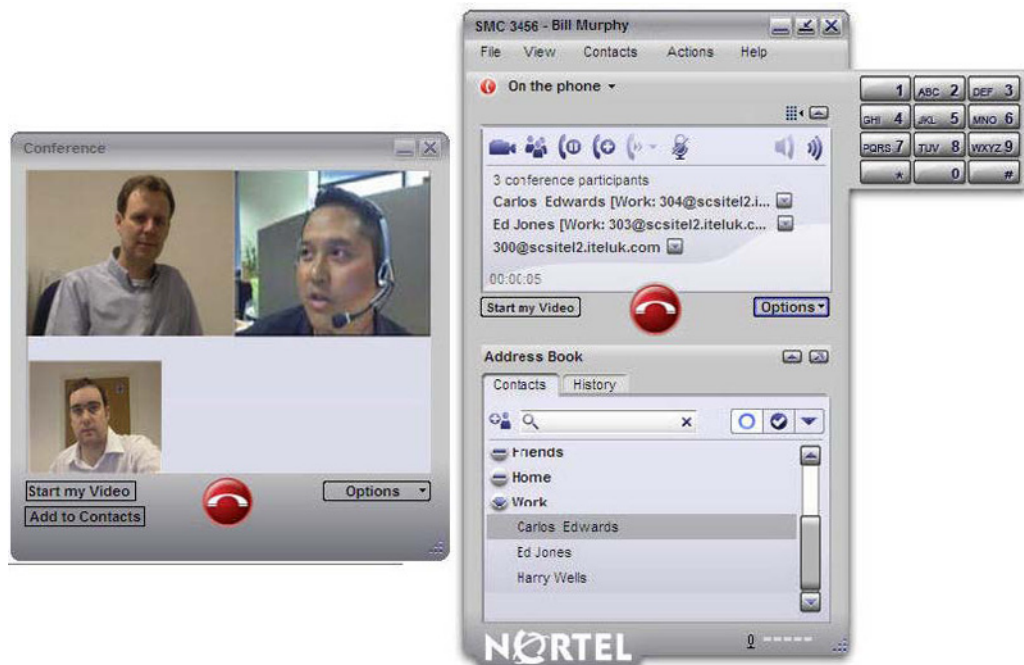 Conference
Start my Video
Options
Add to Contacts
SMC 3456 - Bill Murphy
File View Contacts Actions Help
On the phone
3 conference participants
Carlos Edwards [Work: 304@scsitel2.i...
Ed Jones [Work: 303@scsitel2.iteluk.c...
300@scsitel2.iteluk.com
00:00:05
Start my Video
Options
Address Book
Contacts History
Friends
Home
Work
Carlos Edwards
Ed Jones
Harry Wells
NORTEL
1 ABC 2 DEF 3
GHI 4 JKL 5 MNO 6
PQRS 7 TUV 8 WXYZ 9
* 0 #